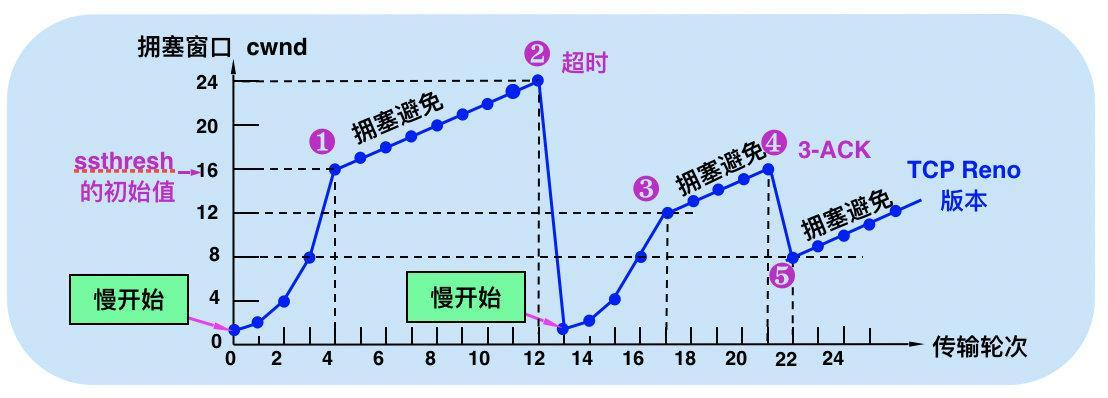 拥塞窗口 cwnd
❷ 超时
24
拥塞避免
20
❶
❹ 3-ACK
ssthresh
的初始值
16
拥塞避免
TCP Reno
版本
❸
12
拥塞避免
8
❺
慢开始
慢开始
4
0
0 2 4 6 8 10 12 14 16 18 20 22 24
传输轮次